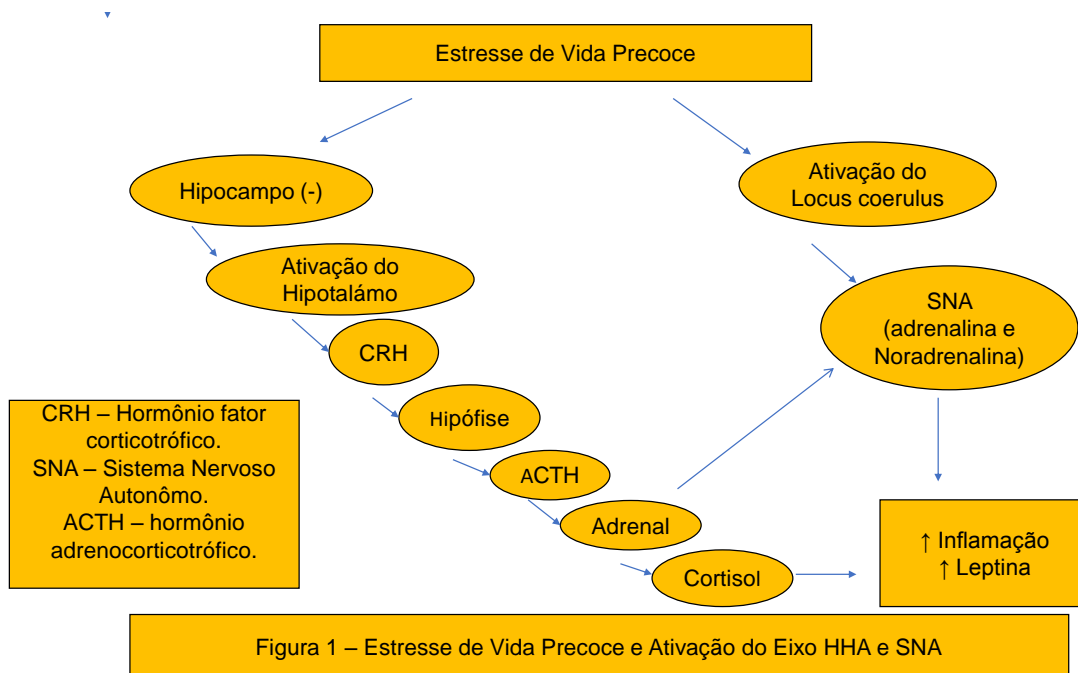 Estresse de Vida Precoce
Hipocampo (-)
Ativação do
Locus coerulus
Ativação do
Hipotalámo
SNA
(adrenalina e
Noradrenalina)
CRH
Hipófise
ACTH
Adrenal
Cortisol
CRH – Hormônio fator
corticotrófico.
SNA – Sistema Nervoso
Autonômo.
ACTH – hormônio
adrenocorticotrófico.
↑ Inflamação
↑ Leptina
Figura 1 – Estresse de Vida Precoce e Ativação do Eixo HHA e SNA